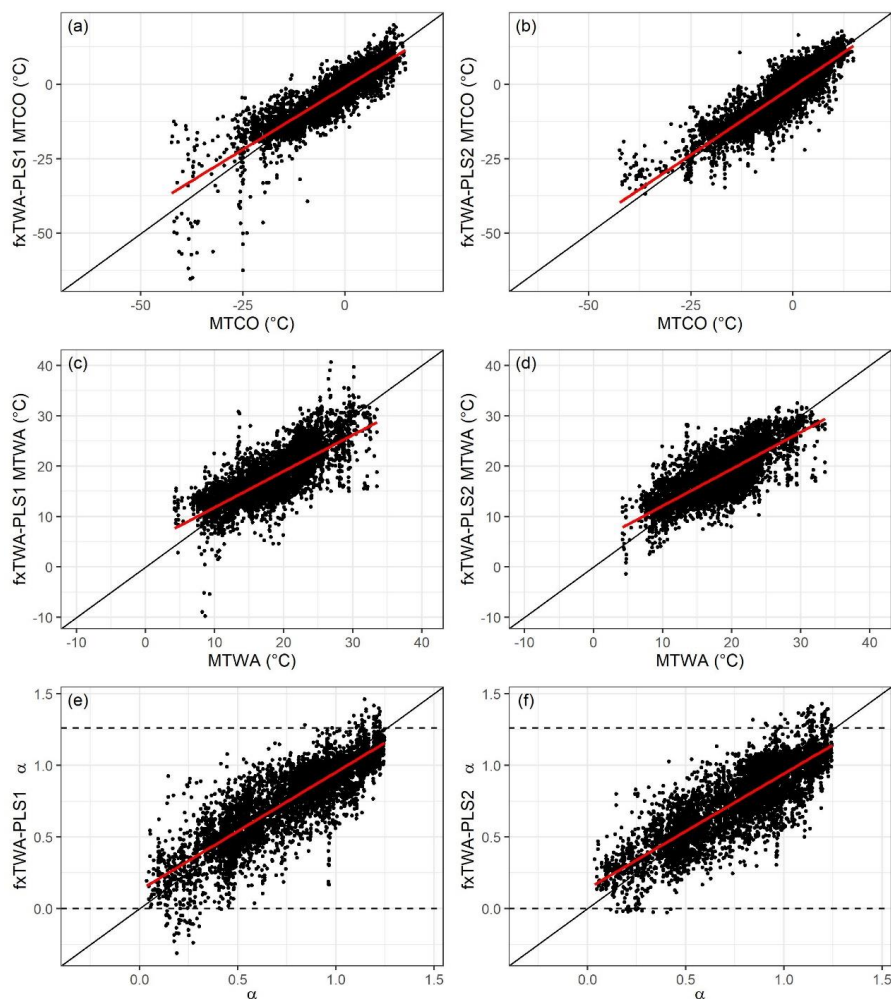 (a)
fxTWA-PLS1 MTCO (°C)
0
-25
-50
-50
-25
0
MTCO (°C)
(b)
fxTWA-PLS2 MTCO (°C)
0
-25
-50
-50
-25
0
MTCO (°C)
(c)
fxTWA-PLS1 MTWA (°C)
40
30
20
10
0
-10
-10
0
10
20
30
40
MTWA (°C)
(d)
fxTWA-PLS2 MTWA (°C)
40
30
20
10
0
-10
-10
0
10
20
30
40
MTWA (°C)
(e)
fxTWA-PLS1 α
1.5
1.0
0.5
0.0
0.0
0.5
1.0
1.5
α
(f)
fxTWA-PLS2 α
1.5
1.0
0.5
0.0
0.0
0.5
1.0
1.5
α